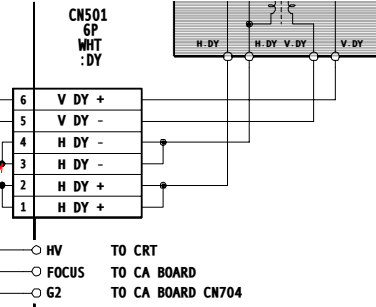 CN501
6P
WHT
:DY
H.DY H.DY V.DY V.DY
6 V DY +
5 V DY -
4 H DY -
3 H DY -
2 H DY +
1 H DY +
HV TO CRT
FOCUS TO CA BOARD
G2 TO CA BOARD CN704